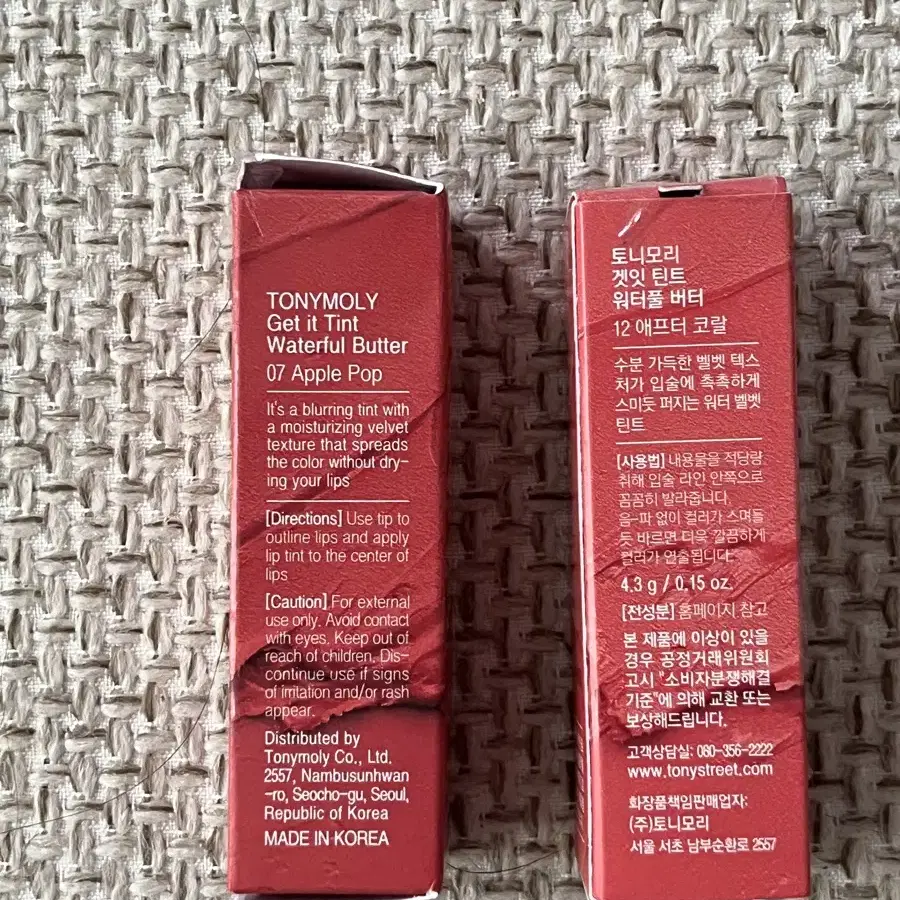 TONYMOLY
Get it Tint
Waterful Butter
07 Apple Pop
It's a blurring tint with
a moisturizing velvet
texture that spreads
the color without dry-
ing your lips
[Directions] Use tip to
outline lips and apply
lip tint to the center of
lips
[Caution] For external
use only. Avoid contact
with eyes. Keep out of
reach of children. Dis-
continue use if signs
of irritation and/or rash
appear.
Distributed by
Tonymoly Co., Ltd.
2557, Nambusunhwan
-ro, Seocho-gu, Seoul,
Republic of Korea
MADE IN KOREA
토니모리
겟잇 틴트
워터풀 버터
12 애프터 코랄
수분 가득한 벨벳 텍스
처가 입술에 촉촉하게
스미듯 퍼지는 워터 벨벳
틴트
[사용법] 내용물을 적당량
취해 입술 라인 안쪽으로
꼼꼼히 발라줍니다.
음-파 없이 컬러가 스며들
듯 바르면 더욱 깔끔하게
컬러가 연출됩니다.
4.3 g / 0.15 oz.
[전성분] 홈페이지 참고
본 제품에 이상이 있을
경우 공정거래위원회
고시 "소비자분쟁해결
기준"에 의해 교환 또는
보상해드립니다.
고객상담실: 080-356-2222
www.tonystreet.com
화장품책임판매업자:
(주)토니모리
서울 서초 남부순환로 2557